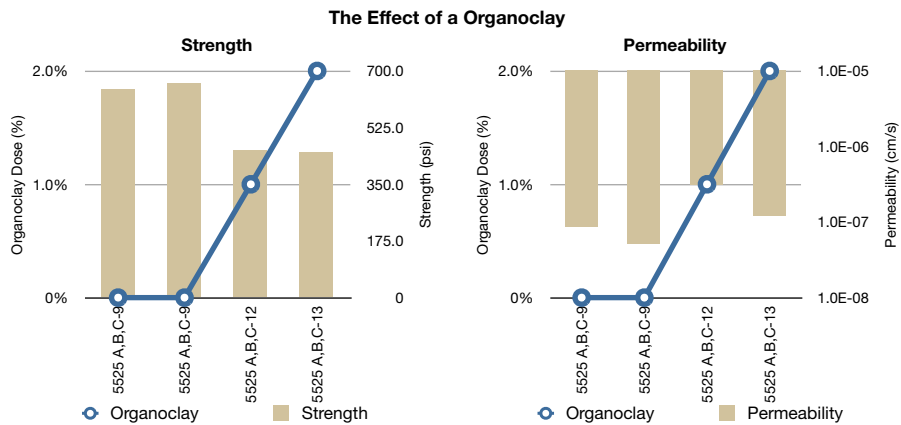 The Effect of a Organoclay
Strength
2.0%
1.0%
0%
Organoclay Dose (%)
700.0
525.0
350.0
175.0
0
Strength (psi)
5525 A,B,C-9
5525 A,B,C-9
5525 A,B,C-12
5525 A,B,C-13
Organoclay
Strength
Permeability
2.0%
1.0%
0%
Organoclay Dose (%)
1.0E-05
1.0E-06
1.0E-07
1.0E-08
Permeability (cm/s)
5525 A,B,C-9
5525 A,B,C-9
5525 A,B,C-12
5525 A,B,C-13
Organoclay
Permeability